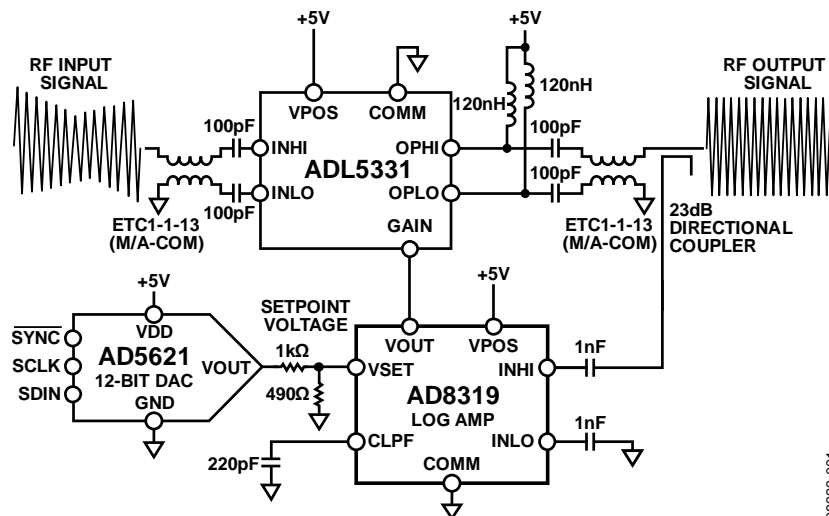 +5V
+5V
RF INPUT
SIGNAL
RF OUTPUT
SIGNAL
120nH
120nH
VPOS
COMM
100pF
100pF
INHI
OPHI
ADL5331
INLO
OPLO
100pF
100pF
GAIN
ETC1-1-13
(M/A-COM)
ETC1-1-13
(M/A-COM)
23dB
DIRECTIONAL
COUPLER
+5V
+5V
SETPOINT
VOLTAGE
VDD
SYNC
SCLK
SDIN
AD5621
12-BIT DAC
VOUT
GND
1kΩ
490Ω
VOUT
VPOS
VSET
INHI
1nF
AD8319
LOG AMP
CLPF
INLO
1nF
220pF
COMM